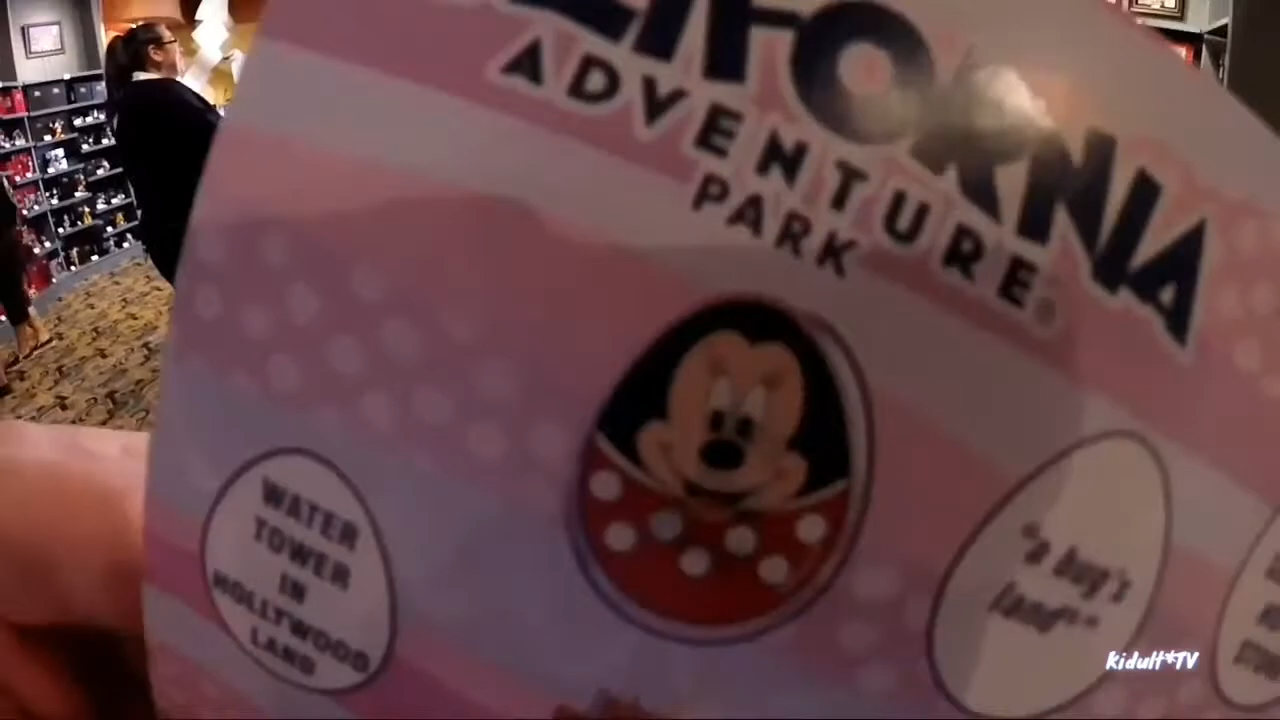 ADVENTURE®
PARK
WATER
TOWER
IN
HOLLYWOOD
LAND
"a bug's
land"
kidult*TV